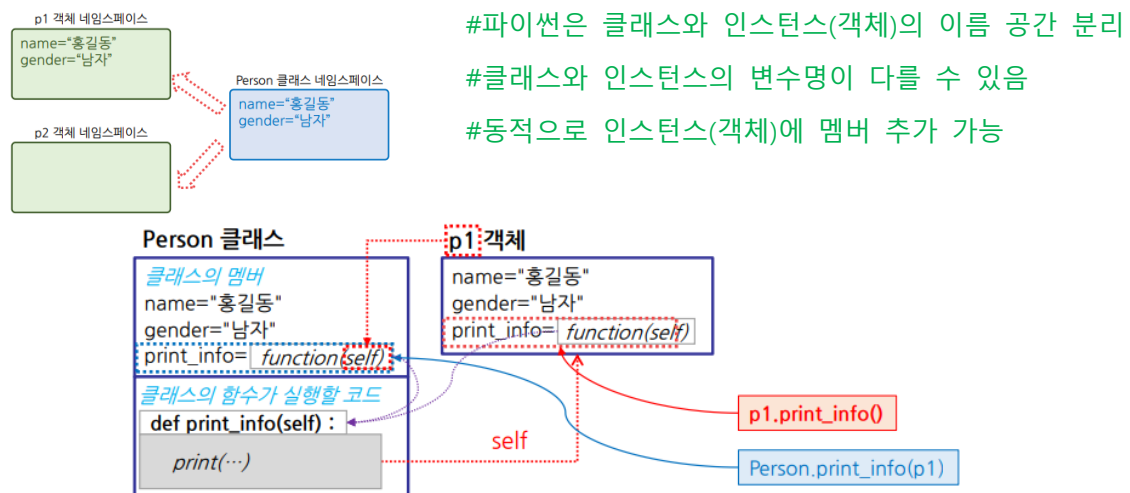 p1 객체 네임스페이스
name=“홍길동”
gender=“남자”
Person 클래스 네임스페이스
name=“홍길동”
gender=“남자”
p2 객체 네임스페이스
#파이썬은 클래스와 인스턴스(객체)의 이름 공간 분리
#클래스와 인스턴스의 변수명이 다를 수 있음
#동적으로 인스턴스(객체)에 멤버 추가 가능
Person 클래스
클래스의 멤버
name="홍길동"
gender="남자"
print_info= function(self)
클래스의 함수가 실행할 코드
def print_info(self) :
print(…)
p1 객체
name="홍길동"
gender="남자"
print_info= function(self)
self
p1.print_info()
Person.print_info(p1)